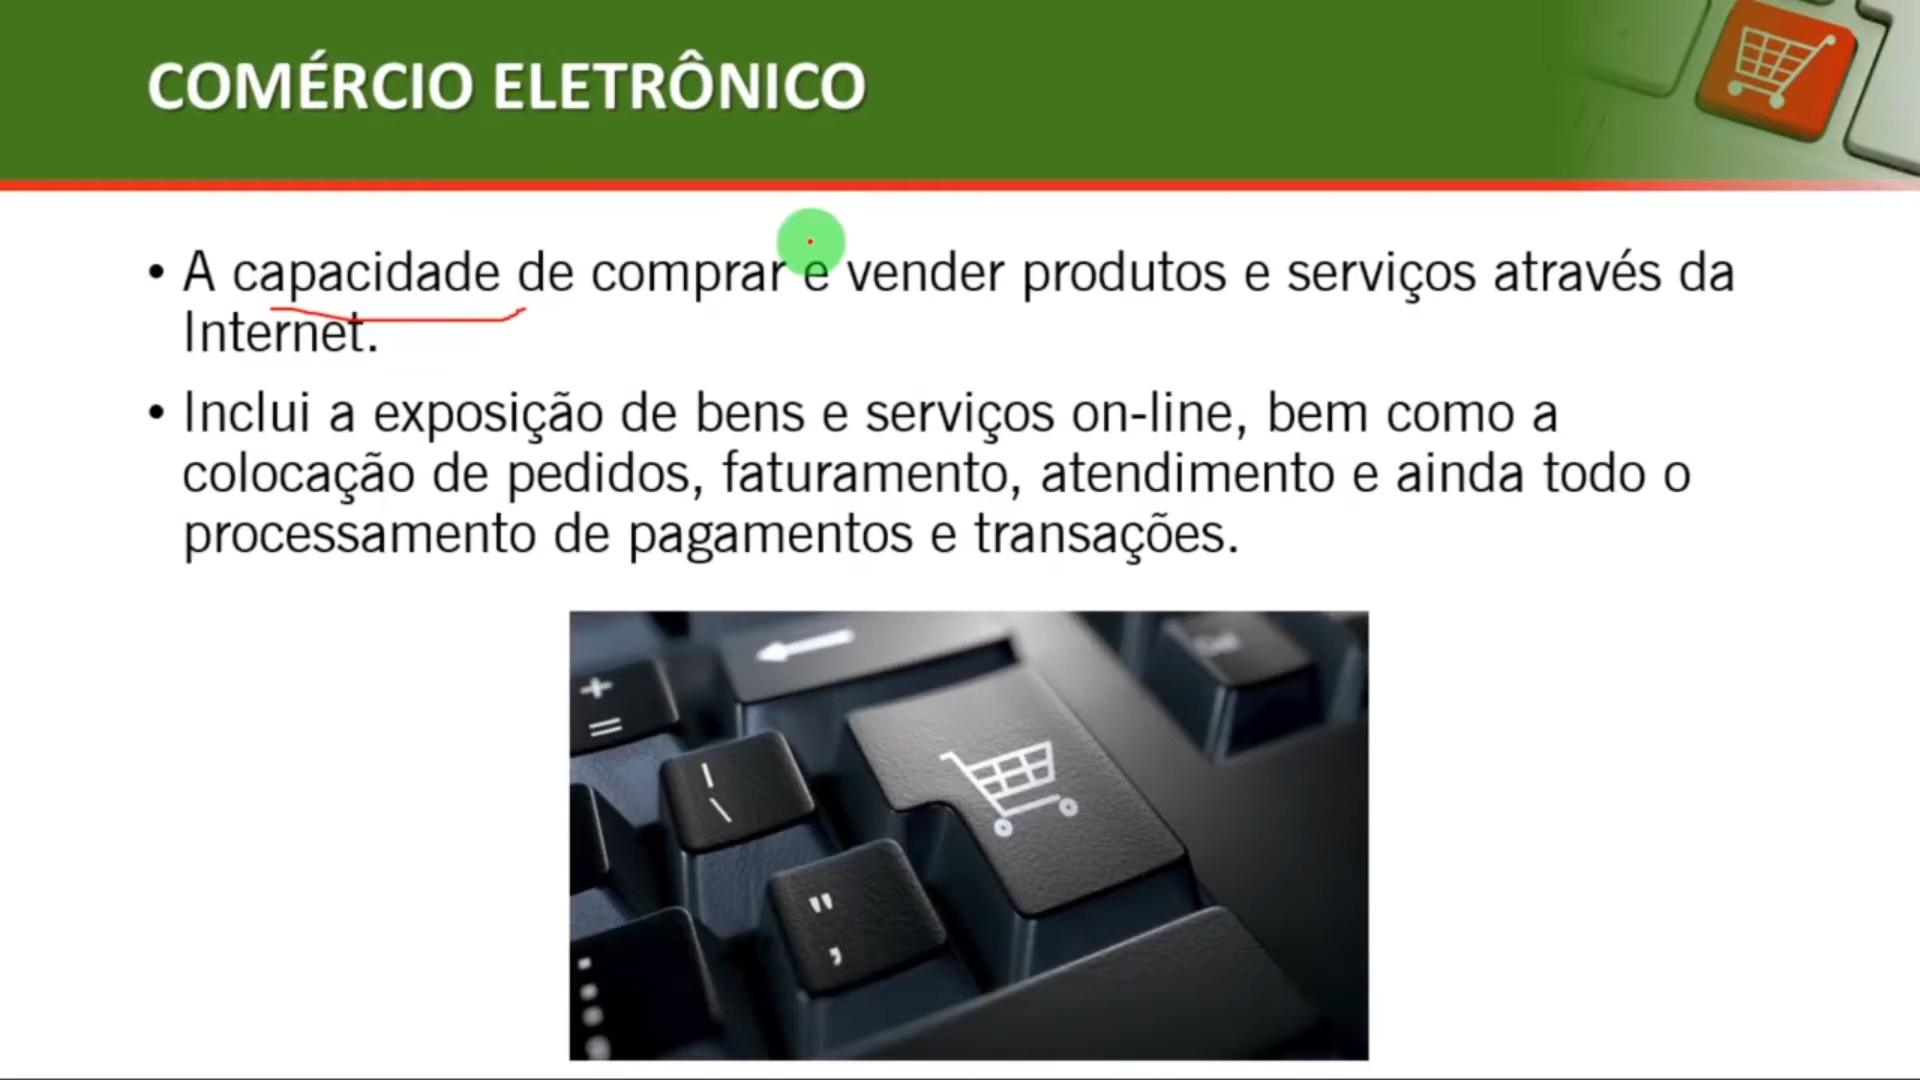 COMÉRCIO ELETRÔNICO
• A capacidade de comprar e vender produtos e serviços através da
Internet.
• Inclui a exposição de bens e serviços on-line, bem como a
colocação de pedidos, faturamento, atendimento e ainda todo o
processamento de pagamentos e transações.
+
=
|
\
"
,